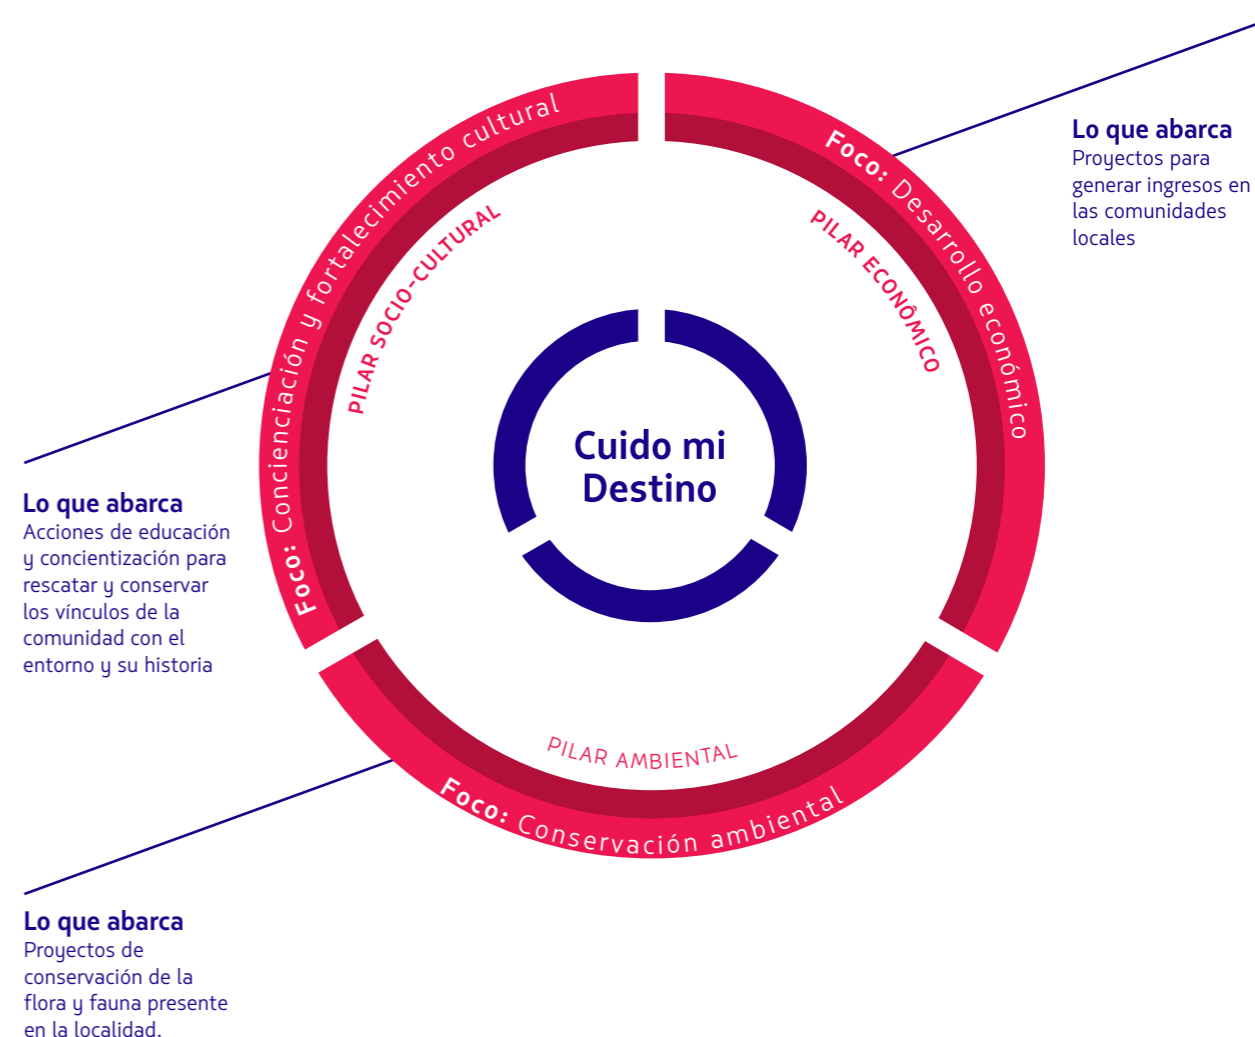 Foco: Concienciación y fortalecimiento cultural
PILAR SOCIO-CULTURAL
Foco: Desarrollo económico
PILAR ECONÔMICO
Lo que abarca
Proyectos para
generar ingresos en
las comunidades
locales
Cuido mi
Destino
Lo que abarca
Acciones de educación
y concientización para
rescatar y conservar
los vínculos de la
comunidad con el
entorno y su historia
PILAR AMBIENTAL
Foco: Conservación ambiental
Lo que abarca
Proyectos de
conservación de la
flora y fauna presente
en la localidad.